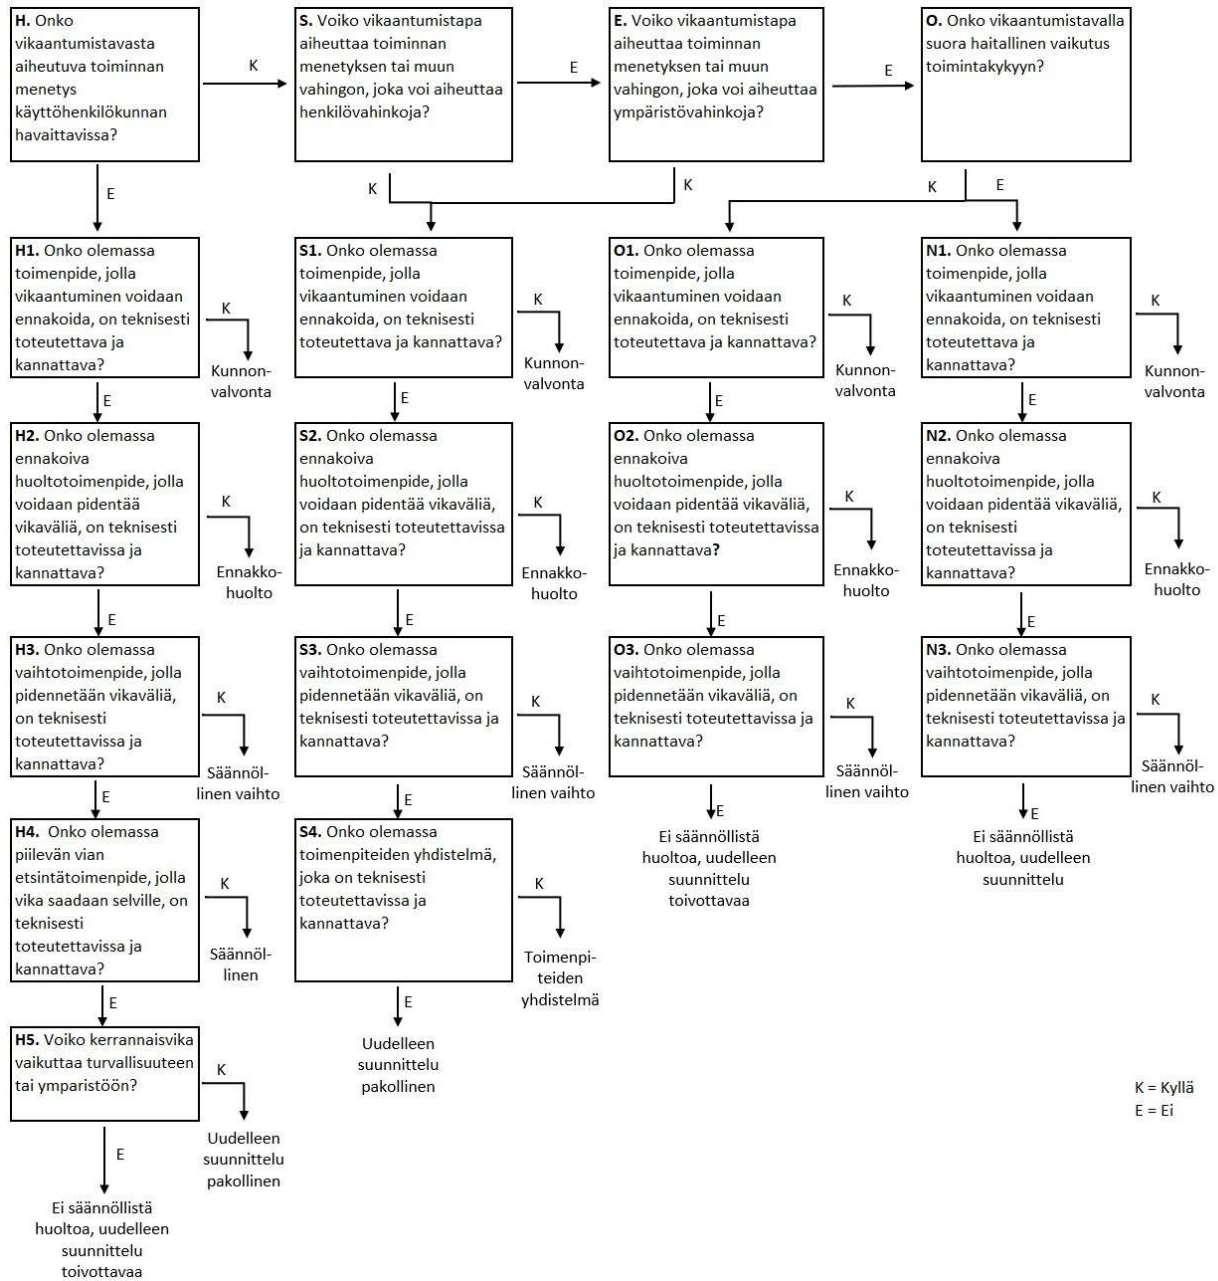 H. Onko
vikaantumistavasta
aiheutuva toiminnan
menetys
käyttöhenkilökunnan
havaittavissa?
K
S. Voiko vikaantumistapa
aiheuttaa toiminnan
menetyksen tai muun
vahingon, joka voi aiheuttaa
henkilövahinkoja?
E
E. Voiko vikaantumistapa
aiheuttaa toiminnan
menetyksen tai muun
vahingon, joka voi aiheuttaa
ympäristövahinkoja?
E
O. Onko vikaantumistavalla
suora haitallinen vaikutus
toimintakykyyn?
E
K
K
K
E
H1. Onko olemassa
toimenpide, jolla
vikaantuminen voidaan
ennakoida, on teknisesti
toteutettava ja
kannattava?
K
Kunnon-
valvonta
S1. Onko olemassa
toimenpide, jolla
vikaantuminen voidaan
ennakoida, on teknisesti
toteutettava ja kannattava?
K
Kunnon-
valvonta
O1. Onko olemassa
toimenpide, jolla
vikaantuminen voidaan
ennakoida, on teknisesti
toteutettava ja kannattava?
K
Kunnon-
valvonta
N1. Onko olemassa
toimenpide, jolla
vikaantuminen voidaan
ennakoida, on teknisesti
toteutettava ja
kannattava?
K
Kunnon-
valvonta
E
E
E
E
H2. Onko olemassa
ennakoiva
huoltotoimenpide, jolla
voidaan pidentää
vikaväliä, on teknisesti
toteutettavissa ja
kannattava?
K
Ennakko-
huolto
S2. Onko olemassa
ennakoiva
huoltotoimenpide, jolla
voidaan pidentää vikaväliä,
on teknisesti toteutettavissa
ja kannattava?
K
Ennakko-
huolto
O2. Onko olemassa
ennakoiva
huoltotoimenpide, jolla
voidaan pidentää vikaväliä,
on teknisesti toteutettavissa
ja kannattava?
K
Ennakko-
huolto
N2. Onko olemassa
ennakoiva
huoltotoimenpide, jolla
voidaan pidentää vikaväliä,
on teknisesti
toteutettavissa ja
kannattava?
K
Ennakko-
huolto
E
E
E
E
H3. Onko olemassa
vaihtotoimenpide, jolla
pidennetään vikaväliä,
on teknisesti
toteutettavissa ja
kannattava?
K
Säännöl-
linen vaihto
S3. Onko olemassa
vaihtotoimenpide, jolla
pidennetään vikaväliä, on
teknisesti toteutettavissa ja
kannattava?
K
Säännöl-
linen vaihto
O3. Onko olemassa
vaihtotoimenpide, jolla
pidennetään vikaväliä, on
teknisesti toteutettavissa ja
kannattava?
K
Säännöl-
linen vaihto
N3. Onko olemassa
vaihtotoimenpide, jolla
pidennetään vikaväliä, on
teknisesti toteutettavissa ja
kannattava?
K
Säännöl-
linen vaihto
E
E
E
E
H4. Onko olemassa
piilevän vian
etsintätoimenpide, jolla
vika saadaan selville, on
teknisesti
toteutettavissa ja
kannattava?
K
Säännöl-
linen
S4. Onko olemassa
toimenpiteiden yhdistelmä,
joka on teknisesti
toteutettavissa ja
kannattava?
K
Toimenpi-
teiden
yhdistelmä
Ei säännöllistä
huoltoa, uudelleen
suunnittelu
toivottavaa
Ei säännöllistä
huoltoa, uudelleen
suunnittelu
E
E
H5. Voiko kerrannaisvika
vaikuttaa turvallisuuteen
tai ymparistöön?
K
Uudelleen
suunnittelu
pakollinen
Uudelleen
suunnittelu
pakollinen
K = Kyllä
E = Ei
E
Ei säännöllistä
huoltoa, uudelleen
suunnittelu
toivottavaa